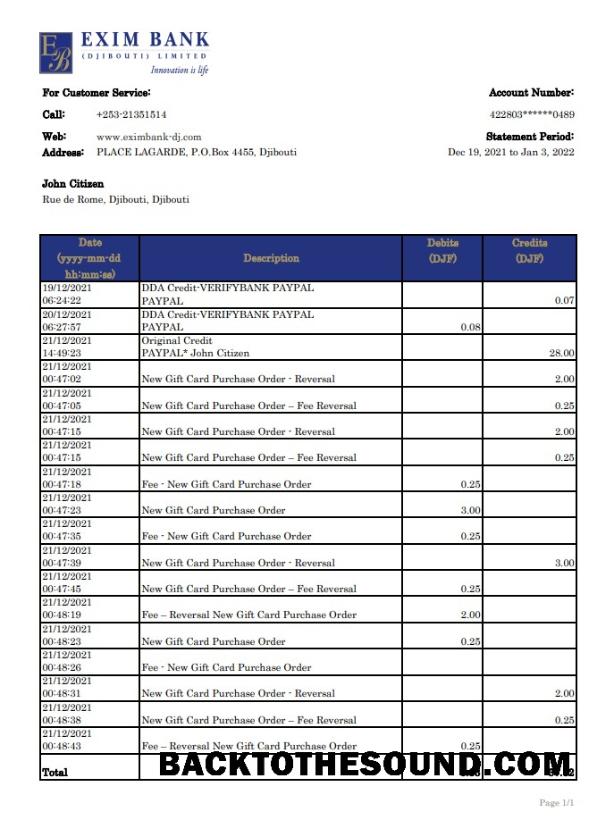 EXIM BANK
(DJIBOUTI) LIMITED
Innovation is life
For Customer Service: Account Number:
Call: +253-21351514 422803******0489
Web: www.eximbank-dj.com Statement Period:
Address: PLACE LAGARDE, P.O.Box 4455, Djibouti Dec 19, 2021 to Jan 3, 2022
John Citizen
Rue de Rome, Djibouti, Djibouti
Date Debits Credits
(yyyy-mm-dd Description (DJF) (DJF)
hh:mm:ss)
19/12/2021 DDA Credit-VERIFYBANK PAYPAL
06:24:22 PAYPAL 0.07
20/12/2021 DDA Credit-VERIFYBANK PAYPAL
06:27:57 PAYPAL 0.08
21/12/2021 Original Credit
14:49:23 PAYPAL* John Citizen 28.00
21/12/2021
00:47:02 New Gift Card Purchase Order - Reversal 2.00
21/12/2021
00:47:05 New Gift Card Purchase Order – Fee Reversal 0.25
21/12/2021
00:47:15 New Gift Card Purchase Order - Reversal 2.00
21/12/2021
00:47:15 New Gift Card Purchase Order – Fee Reversal 0.25
21/12/2021
00:47:18 Fee - New Gift Card Purchase Order 0.25
21/12/2021
00:47:23 New Gift Card Purchase Order 3.00
21/12/2021
00:47:35 Fee - New Gift Card Purchase Order 0.25
21/12/2021
00:47:39 New Gift Card Purchase Order - Reversal 3.00
21/12/2021
00:47:45 New Gift Card Purchase Order – Fee Reversal 0.25
21/12/2021
00:48:19 Fee – Reversal New Gift Card Purchase Order 2.00
21/12/2021
00:48:23 New Gift Card Purchase Order 0.25
21/12/2021
00:48:26 Fee - New Gift Card Purchase Order
21/12/2021
00:48:31 New Gift Card Purchase Order - Reversal 2.00
21/12/2021
00:48:38 New Gift Card Purchase Order – Fee Reversal 0.25
21/12/2021
00:48:43 Fee – Reversal New Gift Card Purchase Order 0.25
Total
BACKTOTHESOUND.COM
Page 1/1